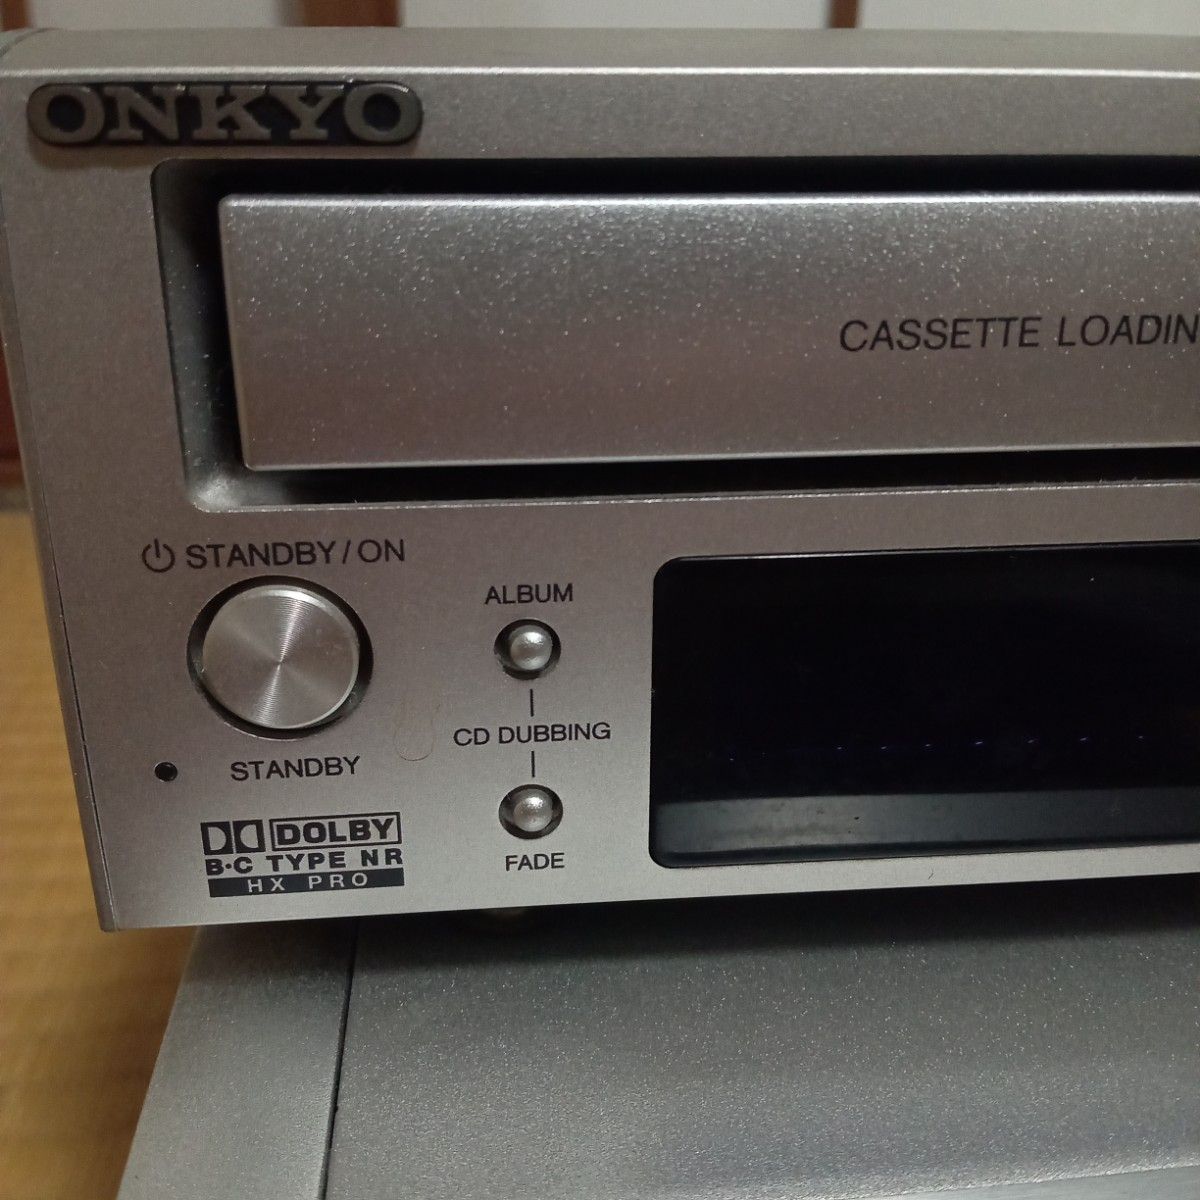 ONKYO
CASSETTE LOADIN
STANDBY/ON
ALBUM
CD DUBBING
STANDBY
FADE
DOLBY
B·C TYPE NR
HX PRO